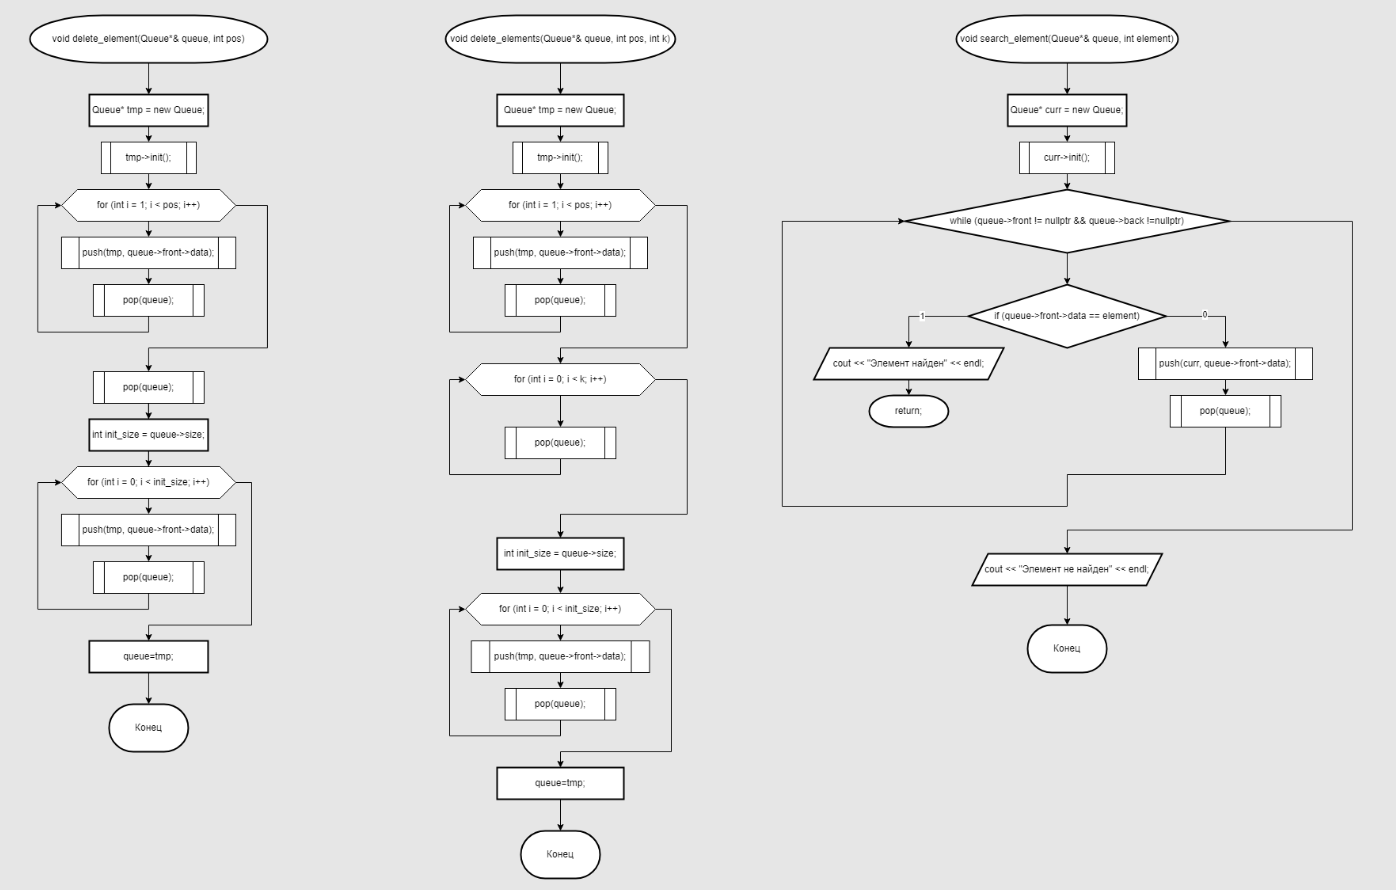 void delete_element(Queue*& queue, int pos)
Queue* tmp = new Queue;
tmp->init();
for (int i = 1; i < pos; i++)
push(tmp, queue->front->data);
pop(queue);
pop(queue);
int init_size = queue->size;
for (int i = 0; i < init_size; i++)
push(tmp, queue->front->data);
pop(queue);
queue=tmp;
Конец
void delete_elements(Queue*& queue, int pos, int k)
Queue* tmp = new Queue;
tmp->init();
for (int i = 1; i < pos; i++)
push(tmp, queue->front->data);
pop(queue);
for (int i = 0; i < k; i++)
pop(queue);
int init_size = queue->size;
for (int i = 0; i < init_size; i++)
push(tmp, queue->front->data);
pop(queue);
queue=tmp;
Конец
void search_element(Queue*& queue, int element)
Queue* curr = new Queue;
curr->init();
while (queue->front != nullptr && queue->back !=nullptr)
if (queue->front->data == element)
1
0
cout << "Элемент найден" << endl;
return;
push(curr, queue->front->data);
pop(queue);
cout << "Элемент не найден" << endl;
Конец